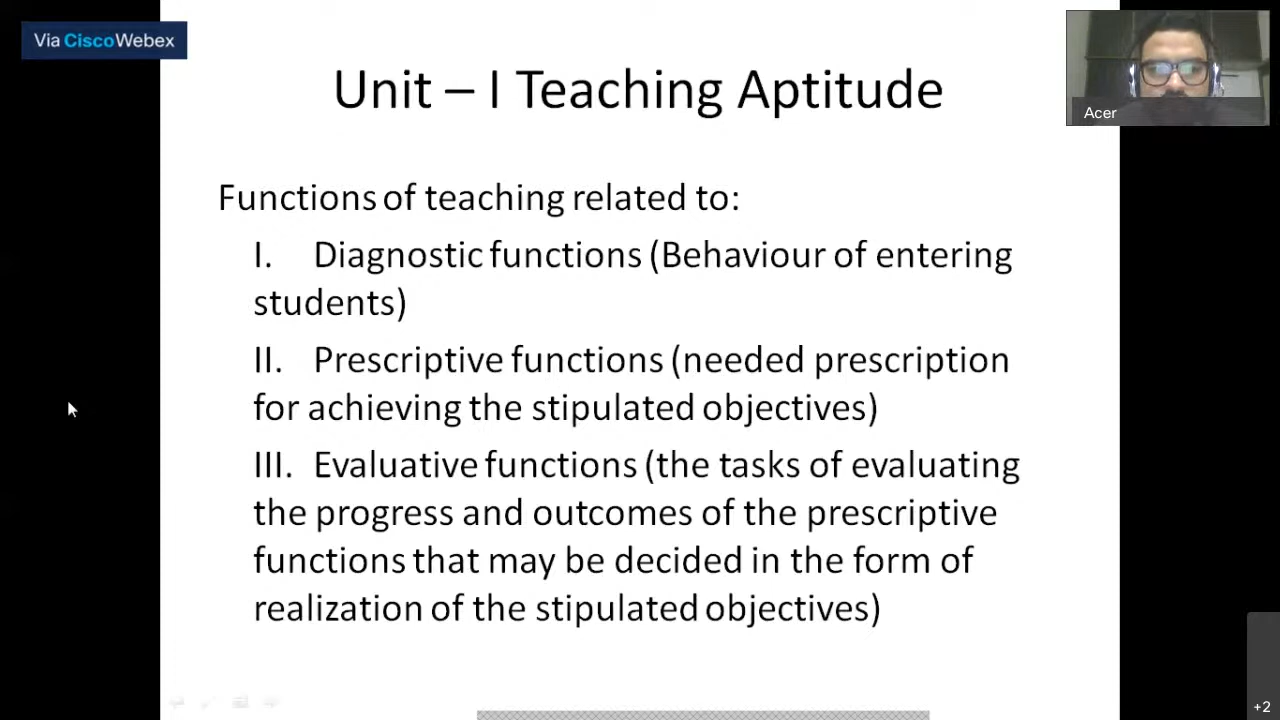 Via CiscoWebex
Unit – I Teaching Aptitude
Acer
Functions of teaching related to:
I. Diagnostic functions (Behaviour of entering
students)
II. Prescriptive functions (needed prescription
for achieving the stipulated objectives)
III. Evaluative functions (the tasks of evaluating
the progress and outcomes of the prescriptive
functions that may be decided in the form of
realization of the stipulated objectives)
+2